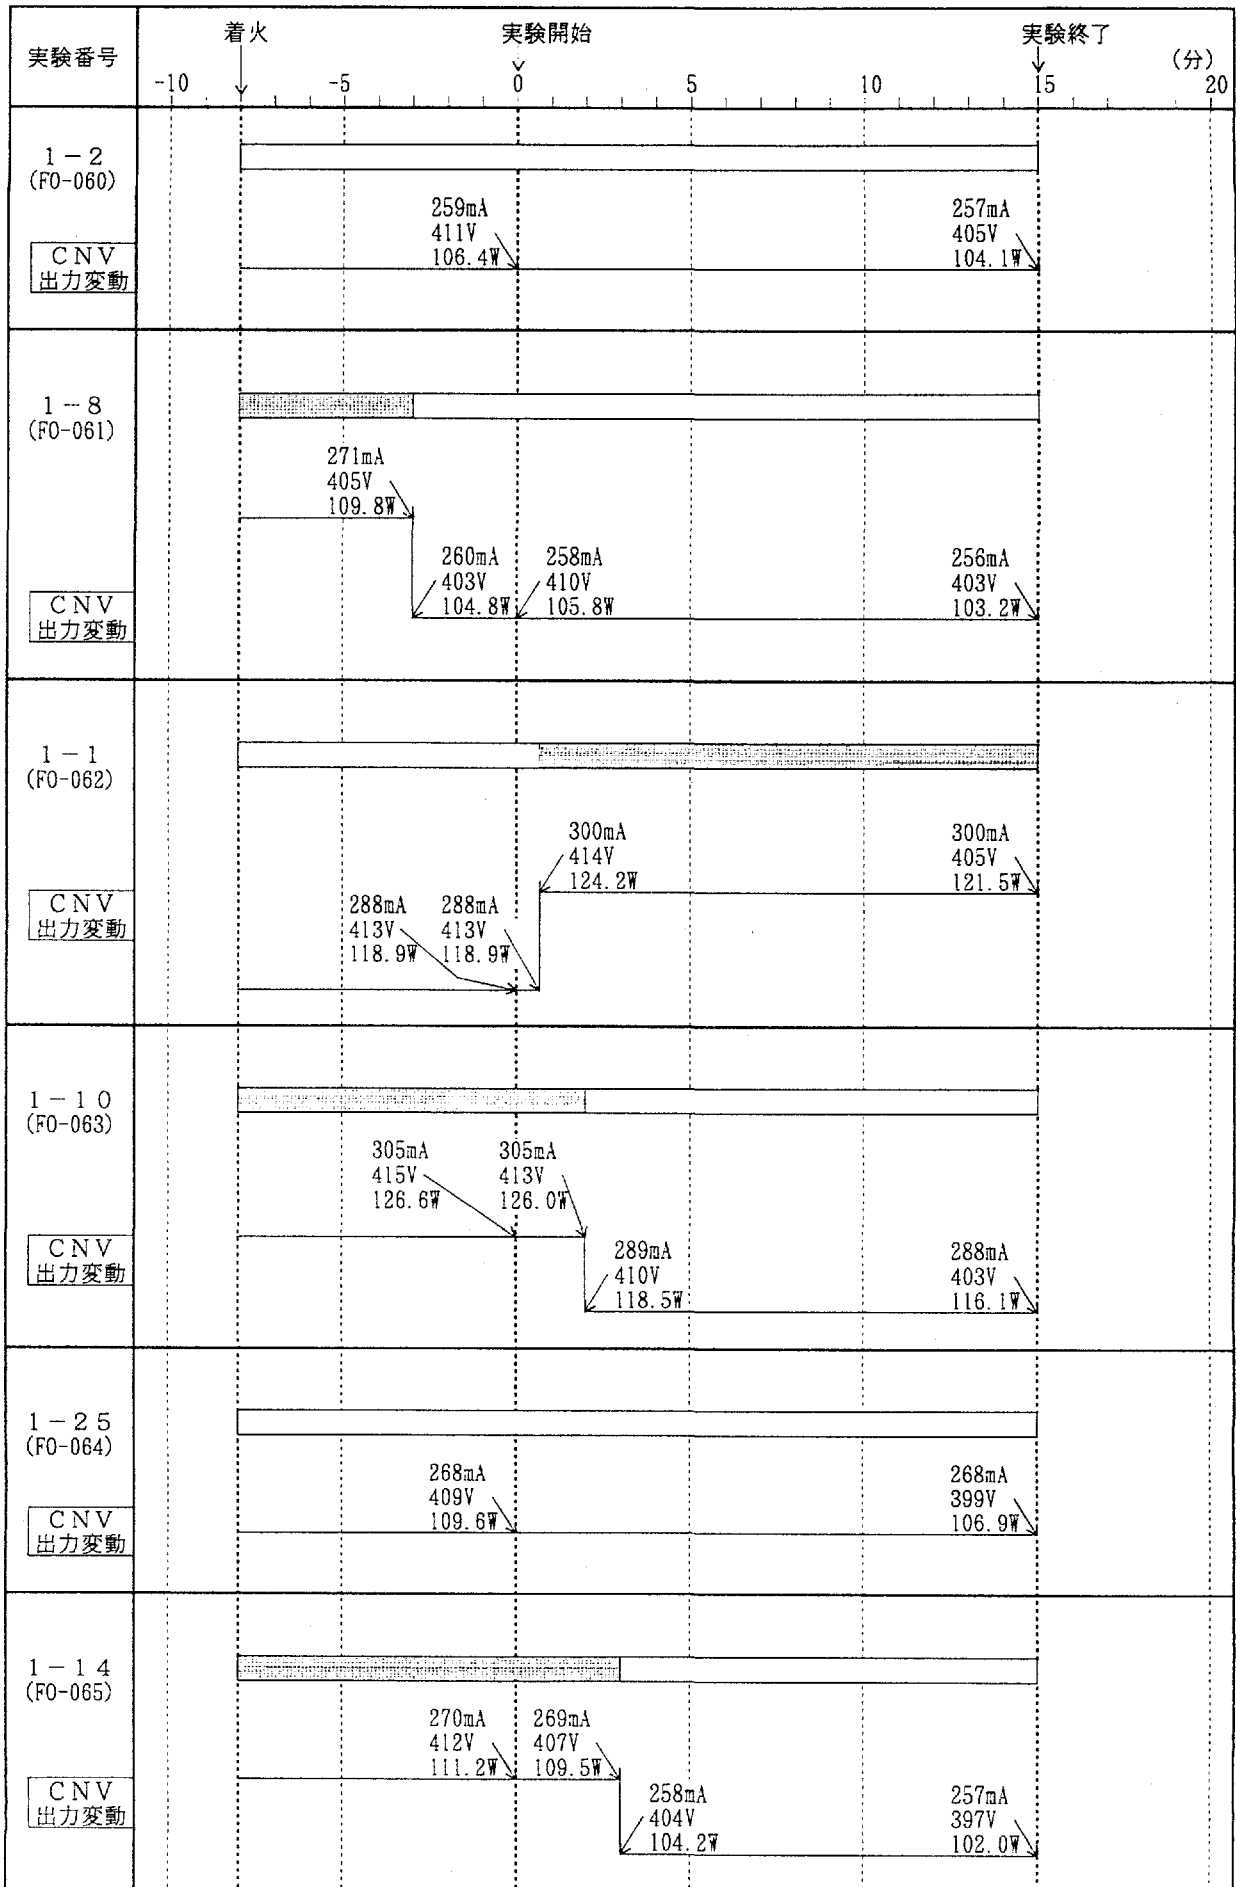 着火
実験開始
実験終了
実験番号
(分)
-10
-5
0
5
10
15
20
1-2
(FO-060)
259mA
411V
106.4W
257mA
405V
104.1W
CNV
出力変動
1-8
(FO-061)
271mA
405V
109.8W
260mA
403V
104.8W
258mA
410V
105.8W
256mA
403V
103.2W
CNV
出力変動
1-1
(FO-062)
300mA
414V
124.2W
300mA
405V
121.5W
CNV
出力変動
288mA
413V
118.9W
288mA
413V
118.9W
1-10
(FO-063)
305mA
415V
126.6W
305mA
413V
126.0W
CNV
出力変動
289mA
410V
118.5W
288mA
403V
116.1W
1-25
(FO-064)
268mA
409V
109.6W
268mA
399V
106.9W
CNV
出力変動
1-14
(FO-065)
270mA
412V
111.2W
269mA
407V
109.5W
CNV
出力変動
258mA
404V
104.2W
257mA
397V
102.0W